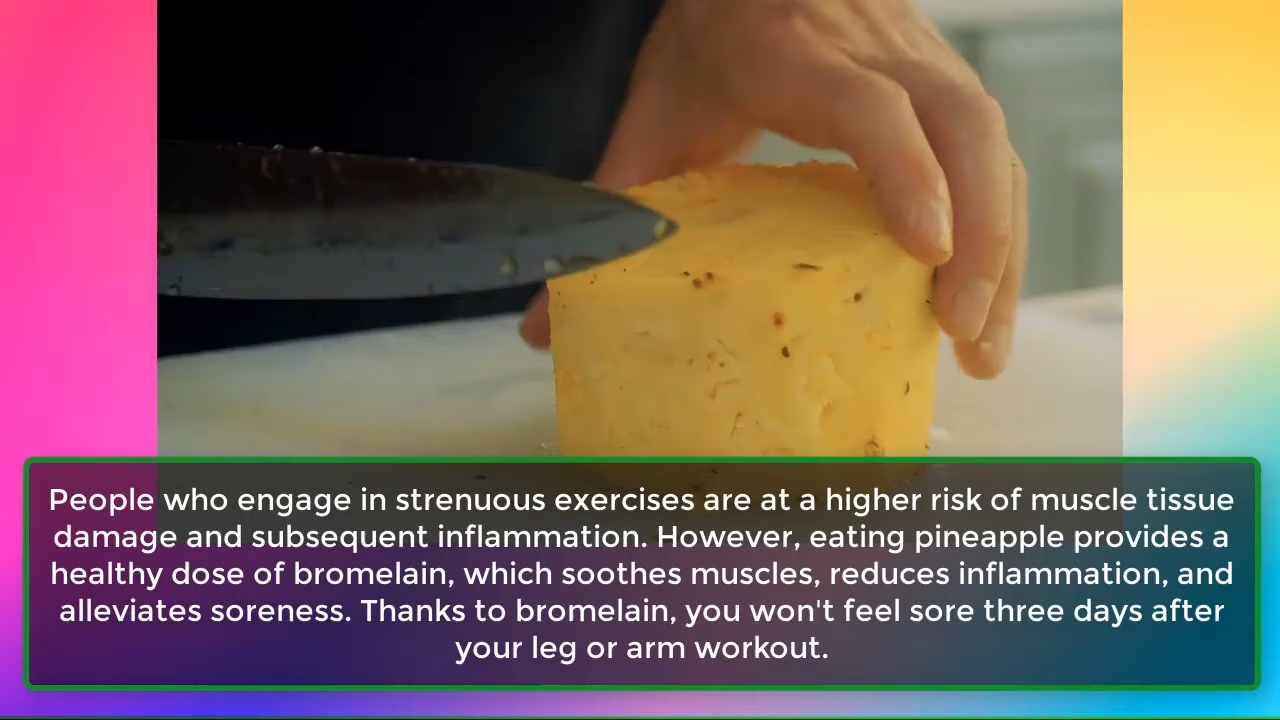 People who engage in strenuous exercises are at a higher risk of muscle tissue
damage and subsequent inflammation. However, eating pineapple provides a
healthy dose of bromelain, which soothes muscles, reduces inflammation, and
alleviates soreness. Thanks to bromelain, you won't feel sore three days after
your leg or arm workout.